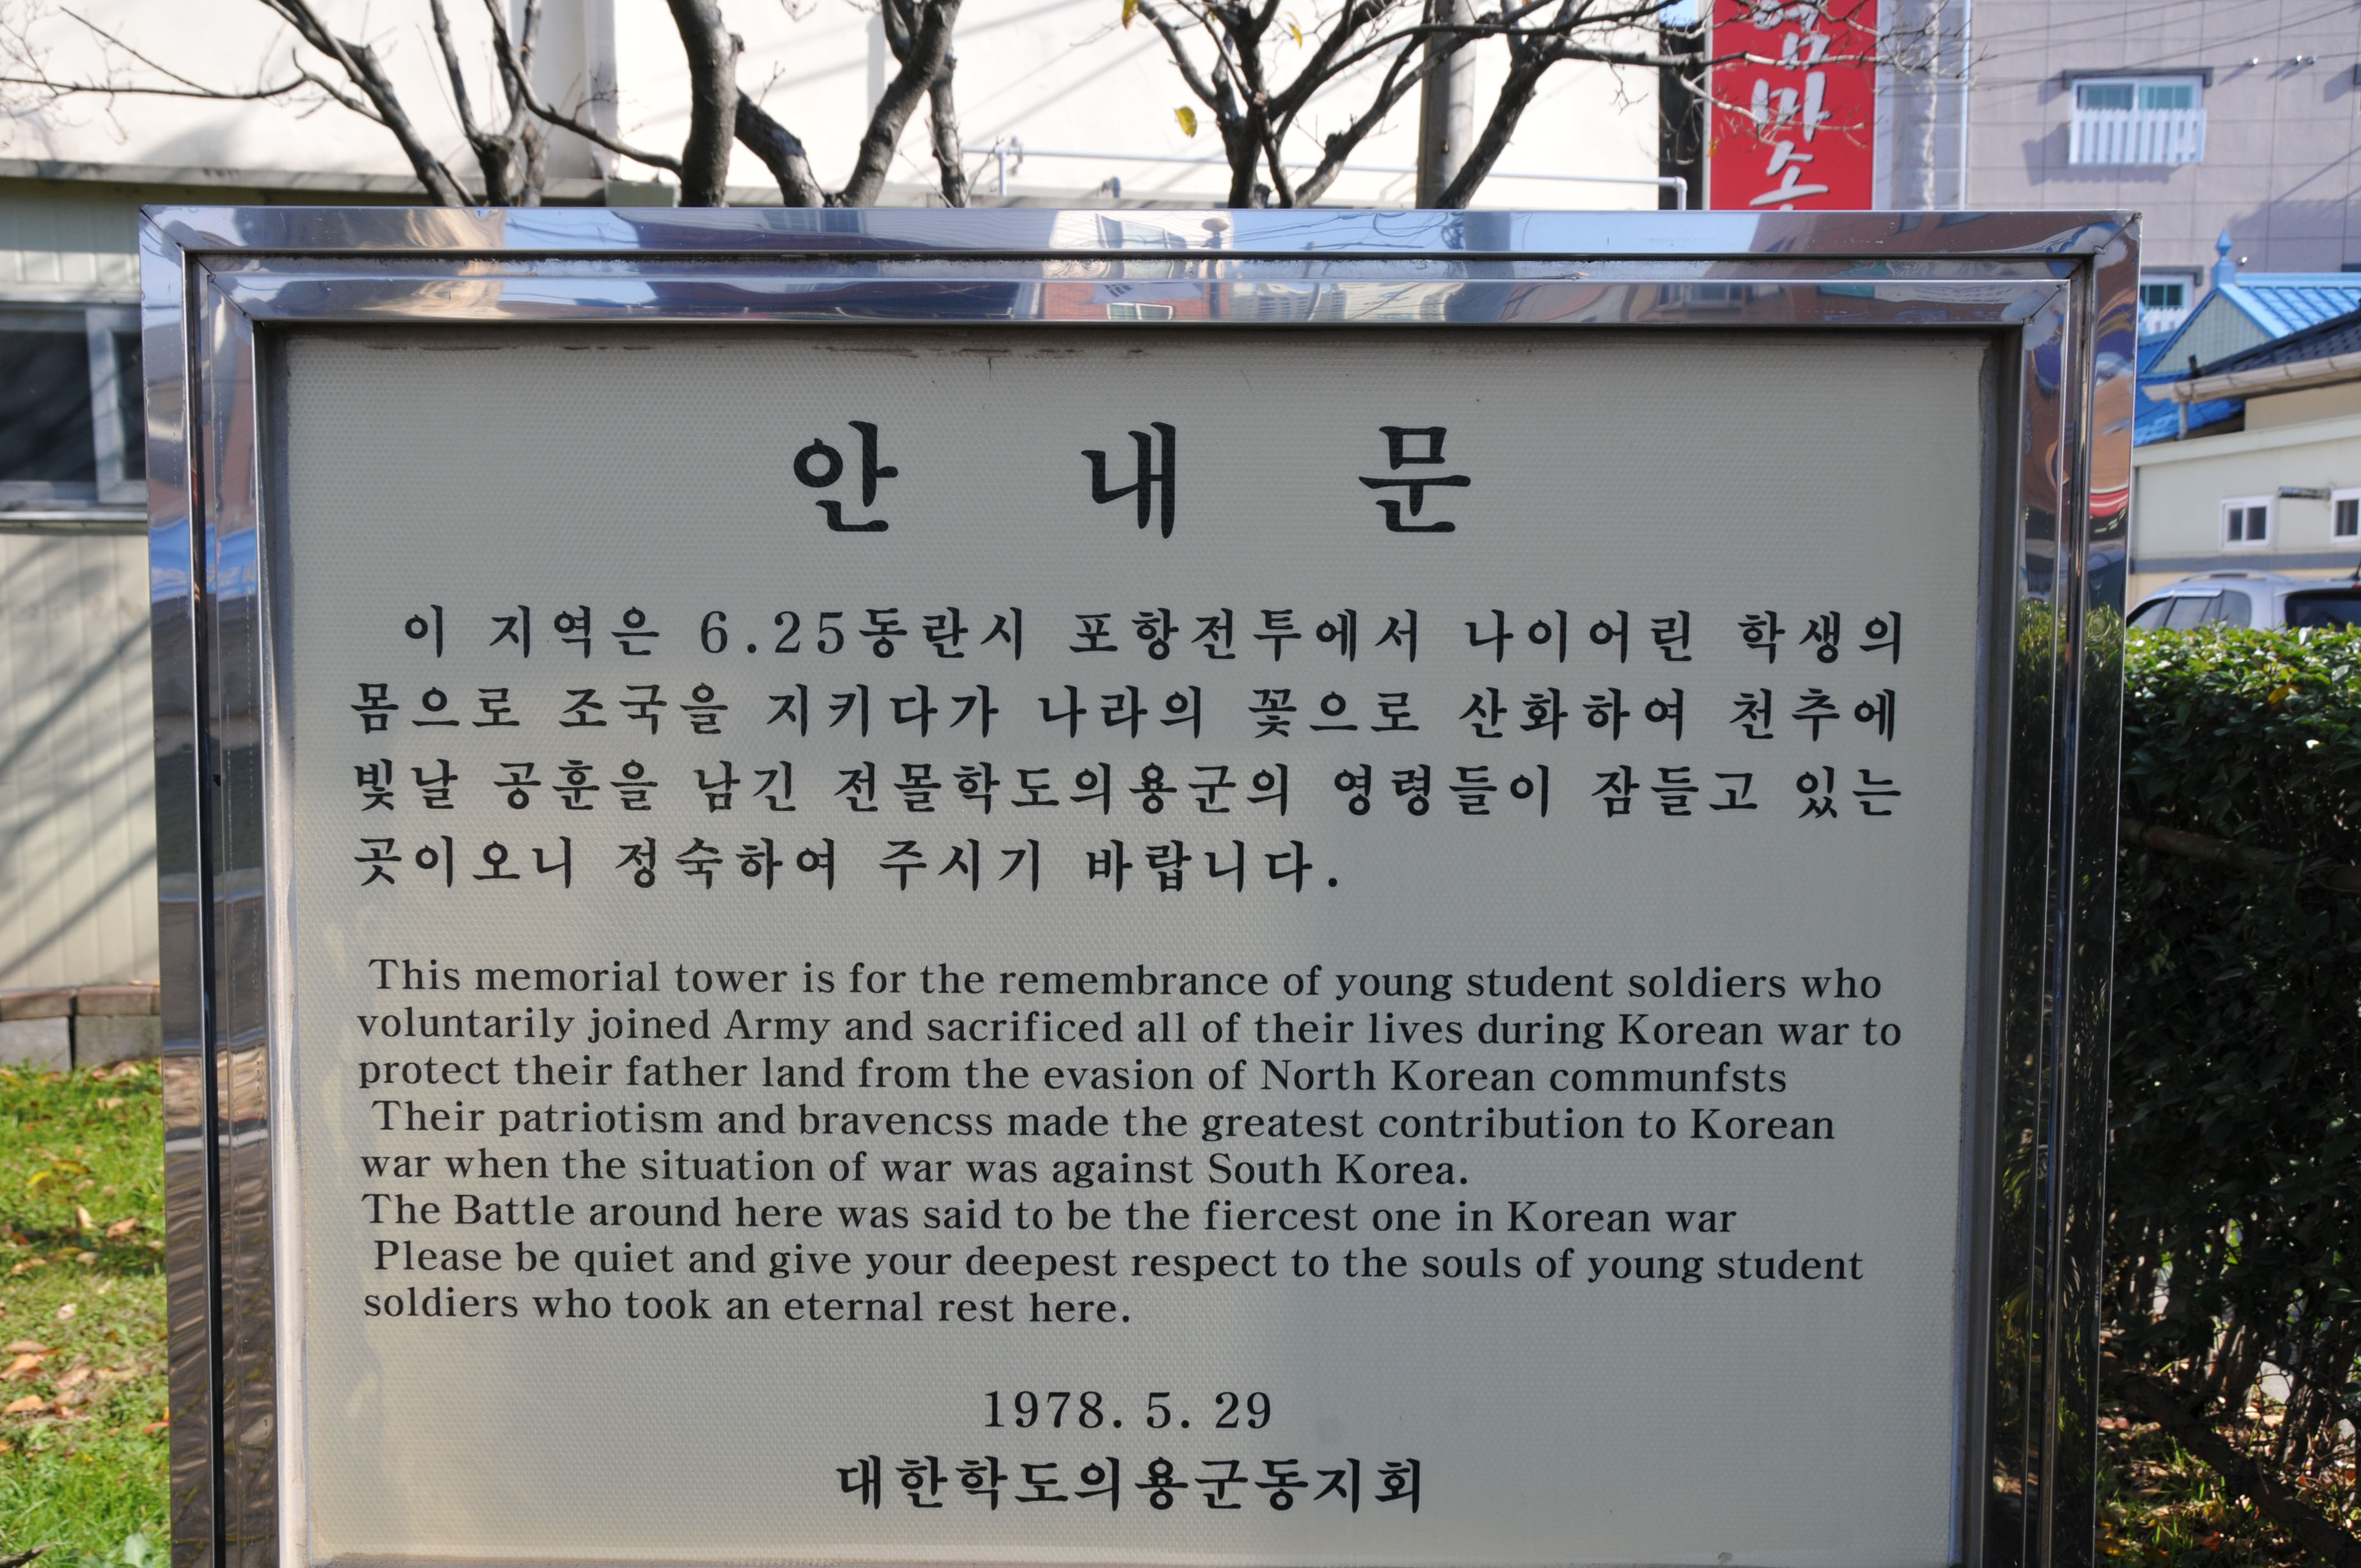 마
소
안 내 문
이 지역은 6.25동란시 포항전투에서 나이어린 학생의
몸으로 조국을 지키다가 나라의 꽃으로 산화하여 천추에
빛날 공훈을 남긴 전몰학도의용군의 영령들이 잠들고 있는
곳이오니 정숙하여 주시기 바랍니다.
This memorial tower is for the remembrance of young student soldiers who
voluntarily joined Army and sacrificed all of their lives during Korean war to
protect their father land from the evasion of North Korean communfsts
Their patriotism and bravencss made the greatest contribution to Korean
war when the situation of war was against South Korea.
The Battle around here was said to be the fiercest one in Korean war
Please be quiet and give your deepest respect to the souls of young student
soldiers who took an eternal rest here.
1978. 5. 29
대한학도의용군동지회